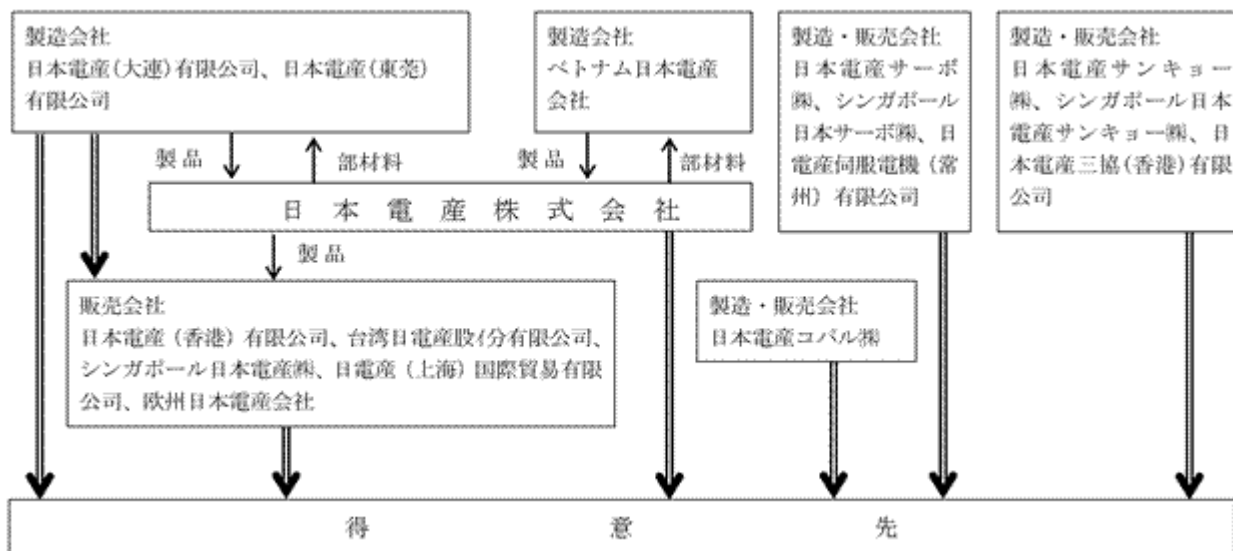 製造会社
日本電産(大連)有限公司、日本電産(東莞)
有限公司
製造会社
ベトナム日本電産
会社
製造・販売会社
日本電産サーボ
㈱、シンガポール
日本サーボ㈱、日
電産伺服電機（常
州）有限公司
製造・販売会社
日本電産サンキョー
㈱、シンガポール日本
電産サンキョー㈱、日
本電産三協(香港)有限
公司
製品
部材料
製品
部材料
日本電産株式会社
製品
販売会社
日本電産（香港）有限公司、台湾日電産股份有限公司、
シンガポール日本電産㈱、日電産（上海）国際貿易有限
公司、欧州日本電産会社
製造・販売会社
日本電産コパル㈱
得意先